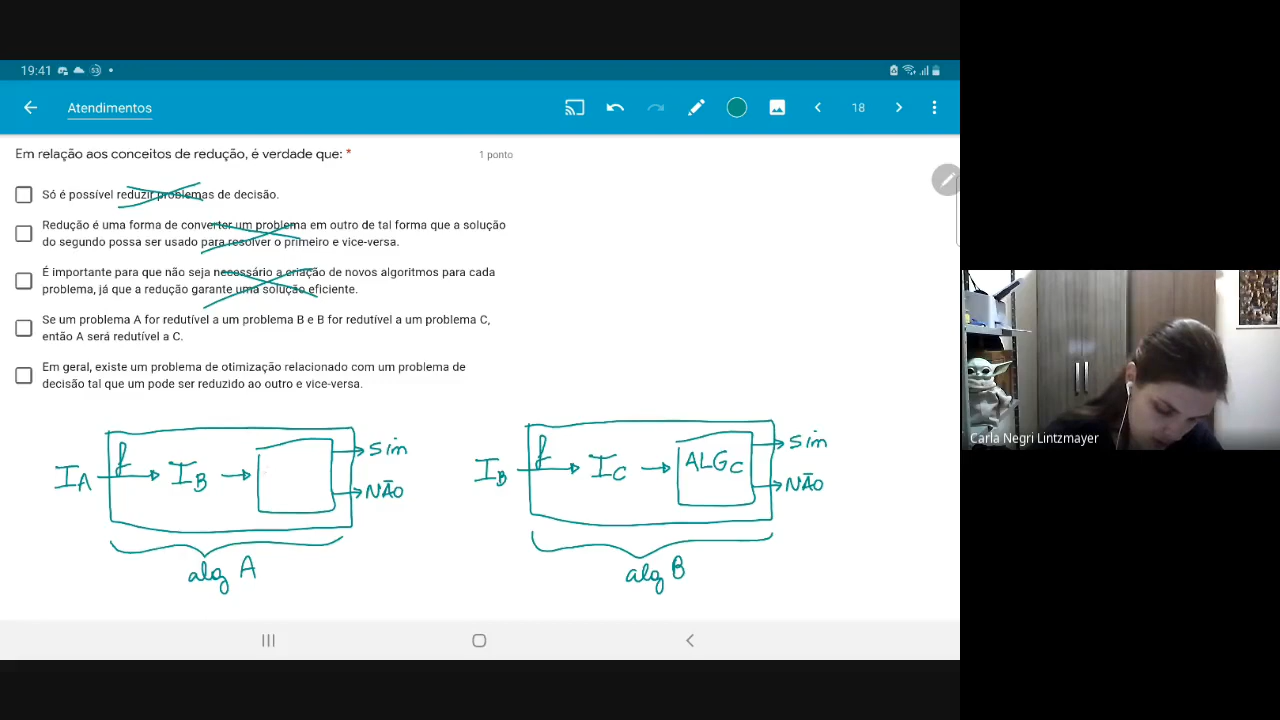 19:41
Atendimentos
18
Em relação aos conceitos de redução, é verdade que: *
1 ponto
Só é possível reduzir problemas de decisão.
Redução é uma forma de converter um problema em outro de tal forma que a solução
do segundo possa ser usado para resolver o primeiro e vice-versa.
É importante para que não seja necessário a criação de novos algoritmos para cada
problema, já que a redução garante uma solução eficiente.
Se um problema A for redutível a um problema B e B for redutível a um problema C,
então A será redutível a C.
Em geral, existe um problema de otimização relacionado com um problema de
decisão tal que um pode ser reduzido ao outro e vice-versa.
I_A f I_B Sim
NÃO
alg A
I_B f I_C ALG_C Sim
NÃO
alg B
Carla Negri Lintzmayer